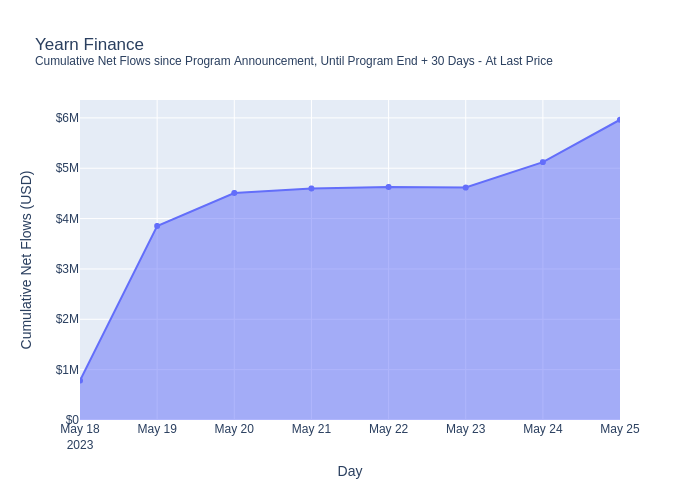 Yearn Finance
Cumulative Net Flows since Program Announcement, Until Program End + 30 Days - At Last Price
$6M
$5M
$4M
$3M
$2M
$1M
$0
Cumulative Net Flows (USD)
May 18 May 19 May 20 May 21 May 22 May 23 May 24 May 25
2023
Day